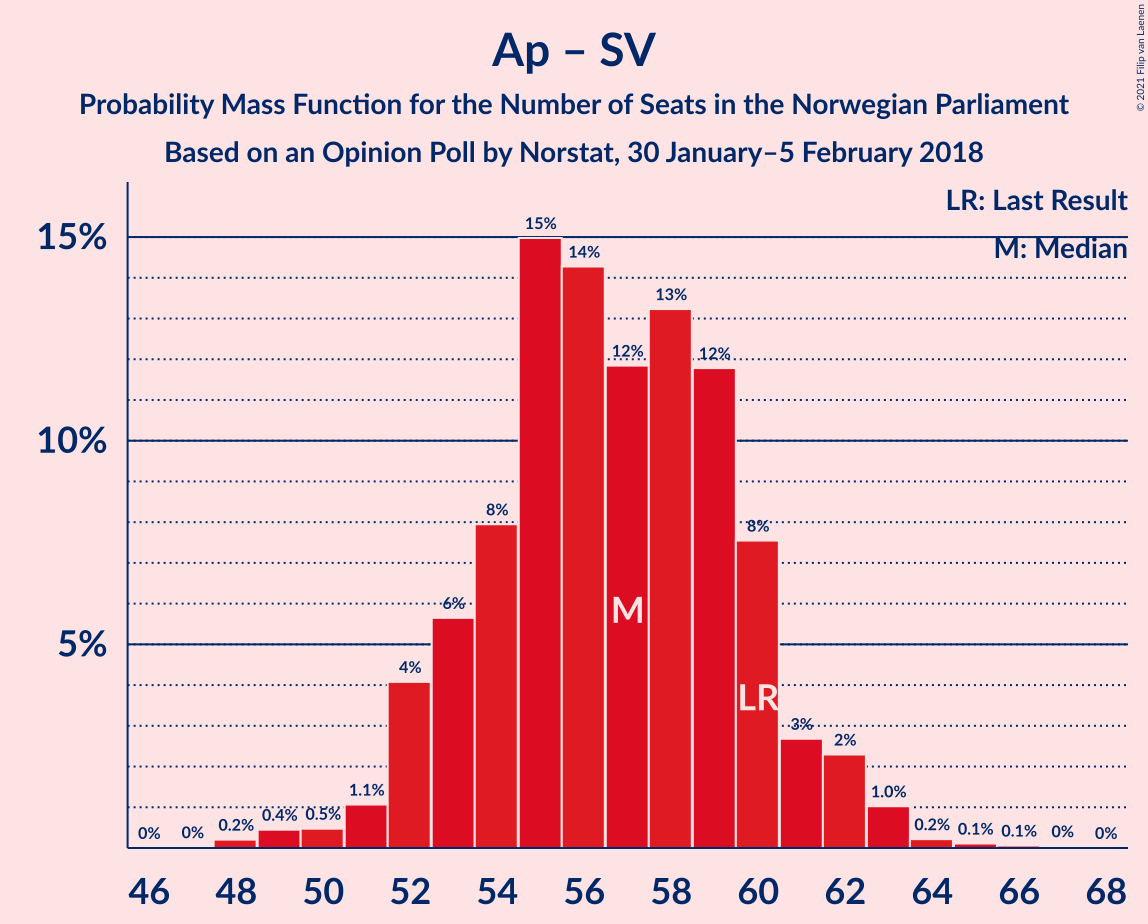 Ap – SV
Probability Mass Function for the Number of Seats in the Norwegian Parliament
Based on an Opinion Poll by Norstat, 30 January–5 February 2018
© 2021 Filip van Laenen
LR: Last Result
M: Median
15%
10%
5%
0%
0%
0.2%
0.4%
0.5%
1.1%
4%
6%
8%
15%
14%
12%
13%
12%
8%
3%
2%
1.0%
0.2%
0.1%
0.1%
0%
0%
M
LR
46 48 50 52 54 56 58 60 62 64 66 68